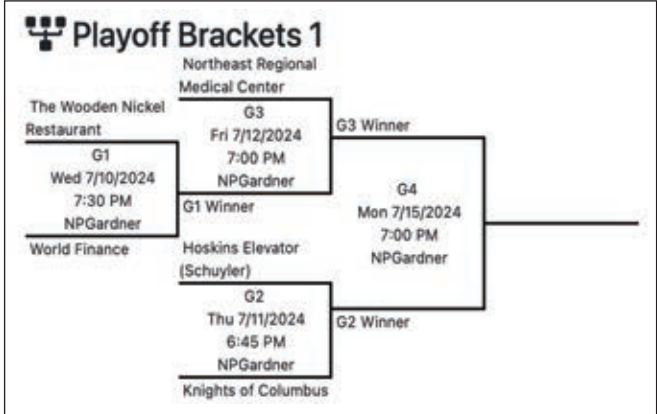 Playoff Brackets 1
Northeast Regional
Medical Center
The Wooden Nickel
Restaurant
G3
Fri 7/12/2024
7:00 PM
NPGardner
G3 Winner
G1
Wed 7/10/2024
7:30 PM
NPGardner
G1 Winner
World Finance
G4
Mon 7/15/2024
7:00 PM
NPGardner
Hoskins Elevator
(Schuyler)
G2
Thu 7/11/2024
6:45 PM
NPGardner
G2 Winner
Knights of Columbus